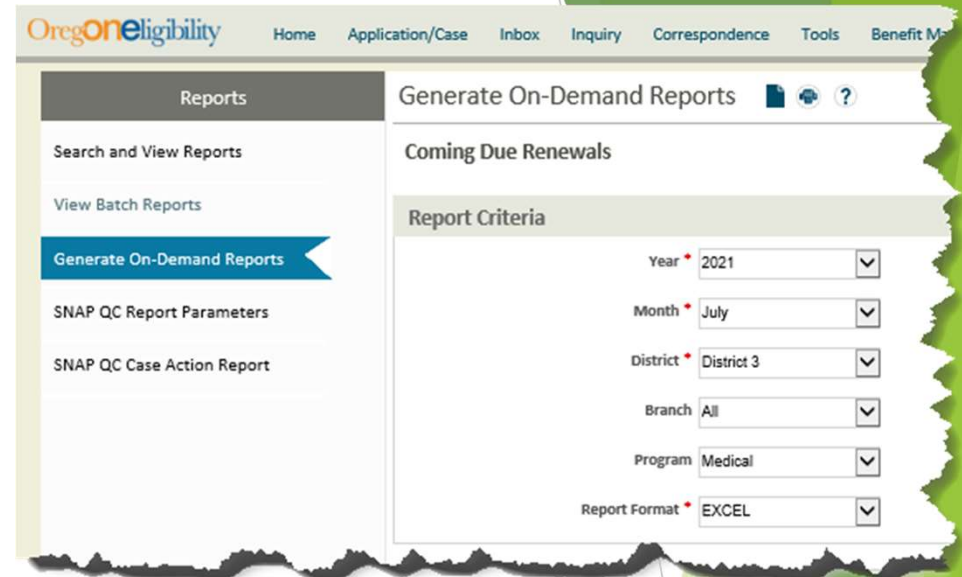 OregONeligibility Home Application/Case Inbox Inquiry Correspondence Tools Benefit
Reports
Search and View Reports
View Batch Reports
Generate On-Demand Reports
SNAP QC Report Parameters
SNAP QC Case Action Report
Generate On-Demand Reports ?
Coming Due Renewals
Report Criteria
Year * 2021
Month * July
District * District 3
Branch All
Program Medical
Report Format * EXCEL